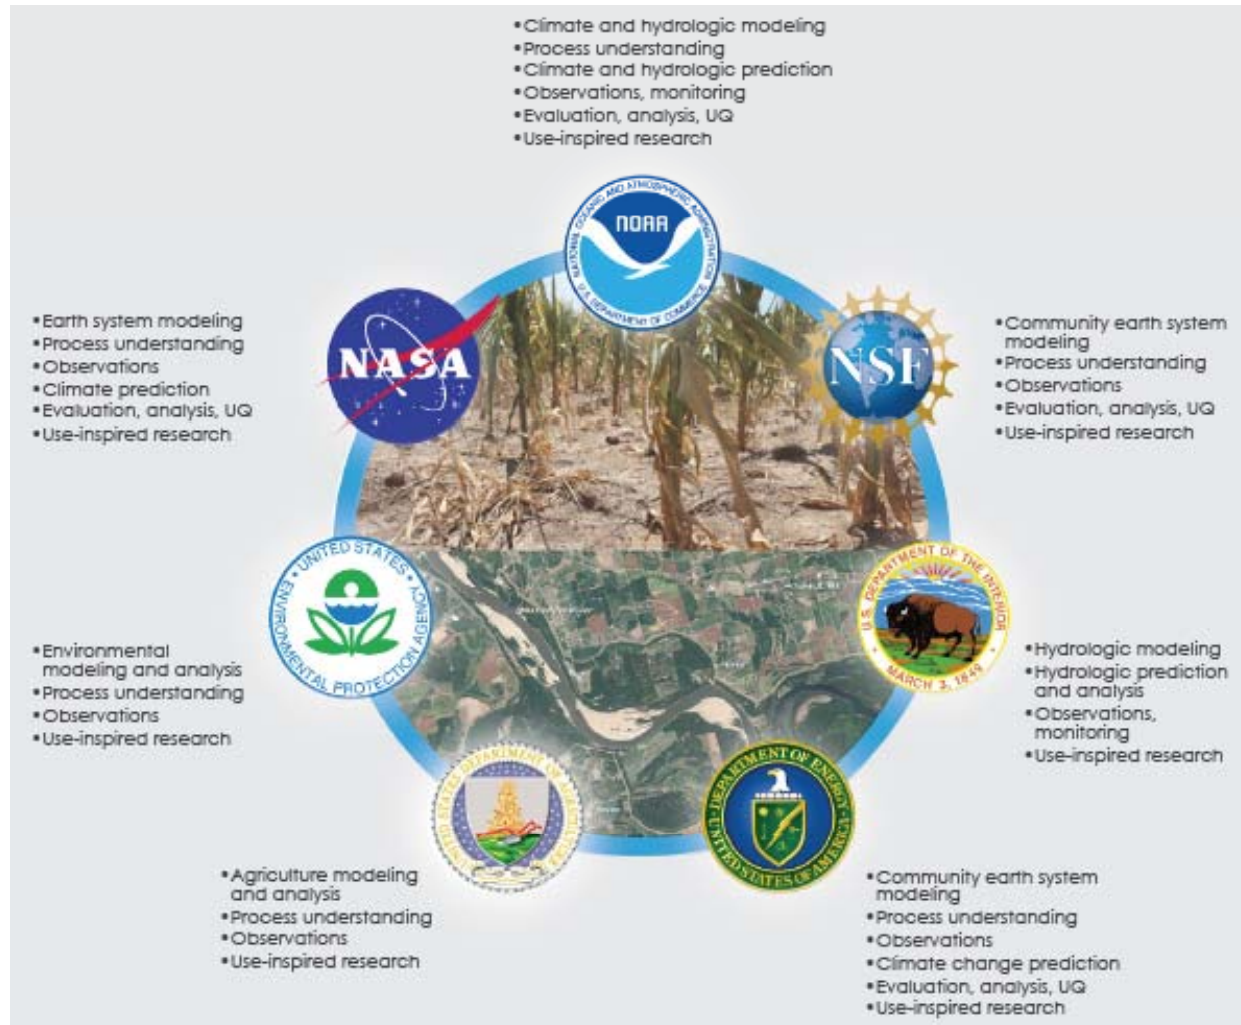 •Climate and hydrologic modeling
•Process understanding
•Climate and hydrologic prediction
•Observations, monitoring
•Evaluation, analysis, UQ
•Use-inspired research
NATIONAL OCEANIC AND ATMOSPHERIC ADMINISTRATION
NOAA
U.S. DEPARTMENT OF COMMERCE
•Earth system modeling
•Process understanding
•Observations
•Climate prediction
•Evaluation, analysis, UQ
•Use-inspired research
NASA
NSF
•Community earth system
modeling
•Process understanding
•Observations
•Evaluation, analysis, UQ
•Use-inspired research
UNITED STATES
ENVIRONMENTAL PROTECTION AGENCY
U.S. DEPARTMENT OF THE INTERIOR
MARCH 3, 1849
•Environmental
modeling and analysis
•Process understanding
•Observations
•Use-inspired research
•Hydrologic modeling
•Hydrologic prediction
and analysis
•Observations,
monitoring
•Use-inspired research
UNITED STATES DEPARTMENT OF AGRICULTURE
DEPARTMENT OF ENERGY
UNITED STATES OF AMERICA
•Agriculture modeling
and analysis
•Process understanding
•Observations
•Use-inspired research
•Community earth system
modeling
•Process understanding
•Observations
•Climate change prediction
•Evaluation, analysis, UQ
•Use-inspired research